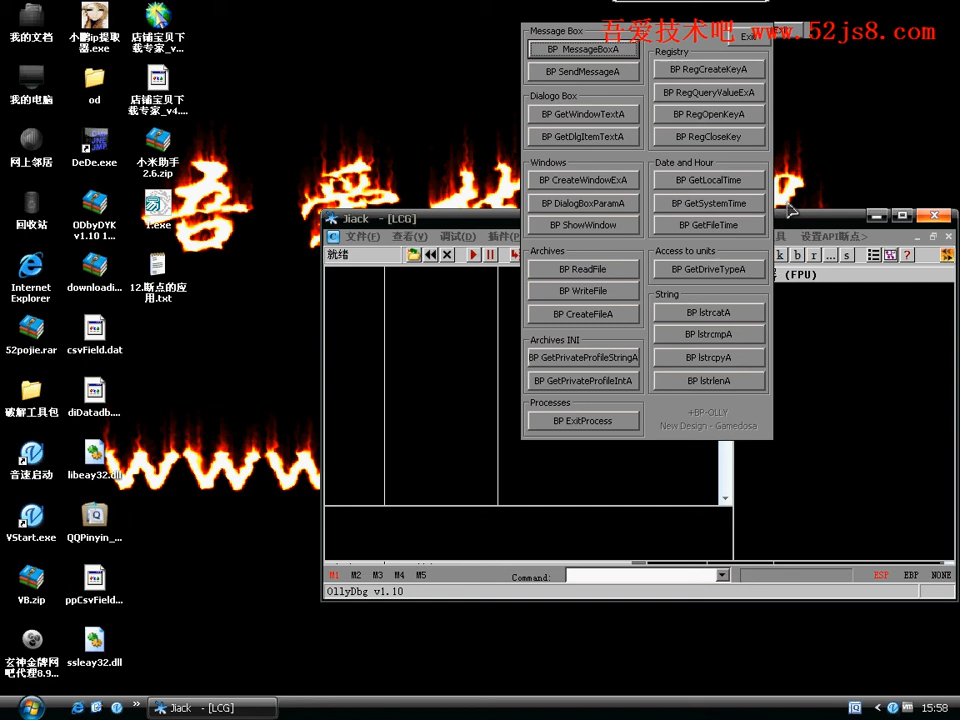 吾爱技术吧 www.52js8.com
我的文档
小鹏ip提取器.exe
店铺宝贝下载专家_v...
我的电脑
od
店铺宝贝下载专家_v4....
网上邻居
DeDe.exe
小米助手2.6.zip
回收站
ODbyDYK v1.10 1...
1.exe
Internet Explorer
downloadi...
12.断点的应用.txt
52pojie.rar
csvField.dat
破解工具包
diDatadb....
音速启动
libeay32.dll
VStart.exe
QQPinyin_...
VB.zip
ppCsvField...
玄神金牌网吧代理8.9...
ssleay32.dll
WWW
Message Box
BP MessageBoxA
BP SendMessageA
Dialogo Box
BP GetWindowTextA
BP GetDlgItemTextA
Windows
BP CreateWindowExA
BP DialogBoxParamA
BP ShowWindow
Archives
BP ReadFile
BP WriteFile
BP CreateFileA
Archives INI
BP GetPrivateProfileStringA
BP GetPrivateProfileIntA
Processes
BP ExitProcess
Registry
BP RegCreateKeyA
BP RegQueryValueExA
BP RegOpenKeyA
BP RegCloseKey
Date and Hour
BP GetLocalTime
BP GetSystemTime
BP GetFileTime
Access to units
BP GetDriveTypeA
String
BP lstrcatA
BP lstrcmpA
BP lstrcpyA
BP lstrlenA
+BP-OLLY
New Design - Gamedosa
Jiack - [LCG]
文件(F) 查看(V) 调试(D) 插件(P
具 设置API断点>
就绪
k b r ... s ?
(FPU)
M1 M2 M3 M4 M5 Command: ESP EBP NONE
OllyDbg v1.10
Jiack - [LCG]
15:58